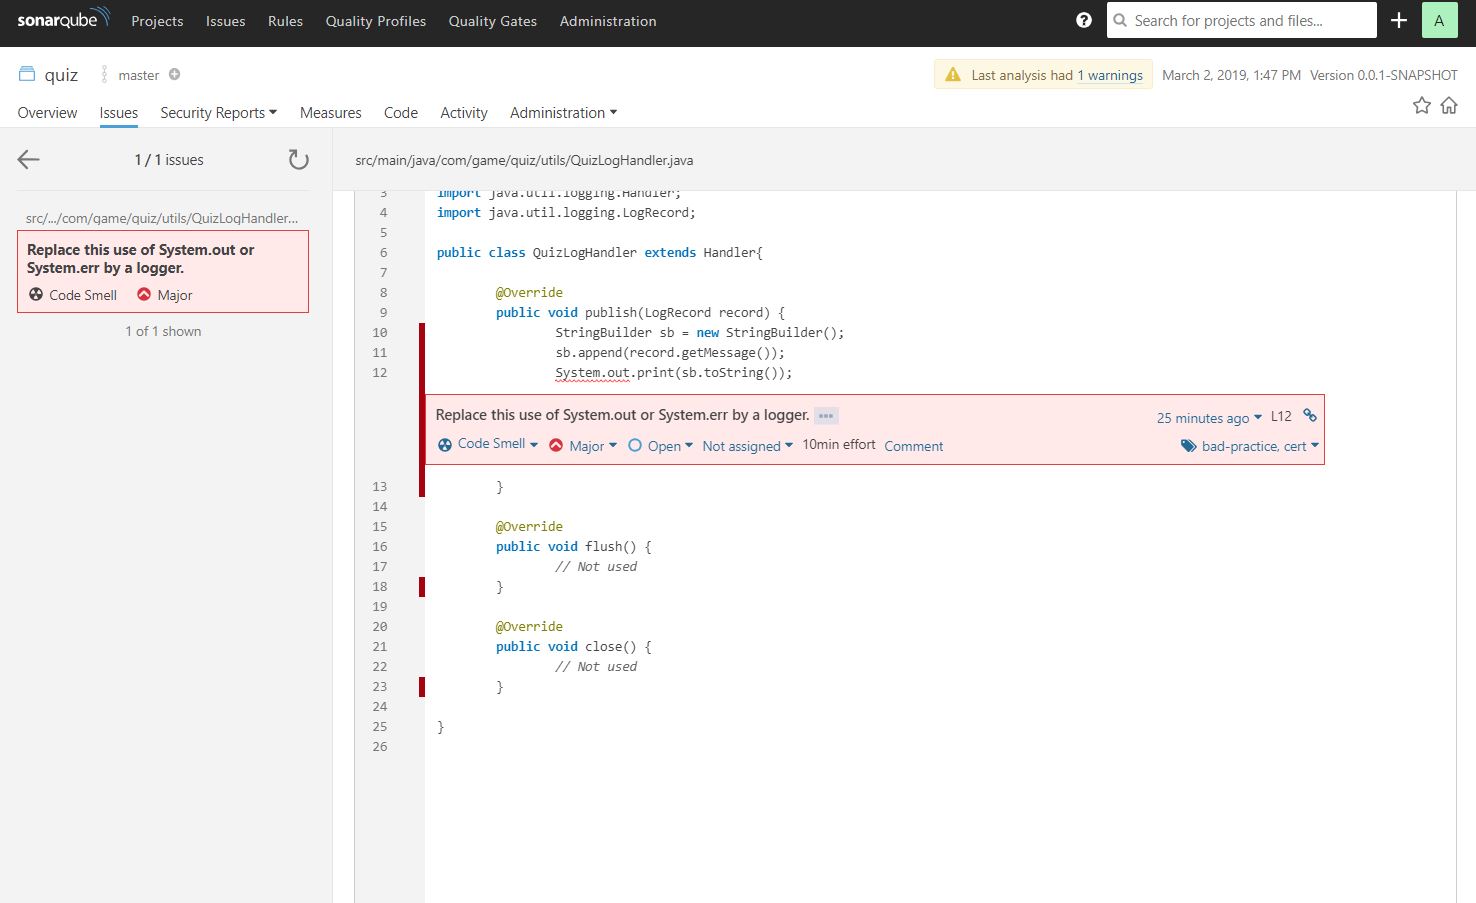 sonarqube Projects Issues Rules Quality Profiles Quality Gates Administration ? Search for projects and files... + A
quiz master Last analysis had 1 warnings March 2, 2019, 1:47 PM Version 0.0.1-SNAPSHOT
Overview Issues Security Reports Measures Code Activity Administration
1 / 1 issues
src/main/java/com/game/quiz/utils/QuizLogHandler.java
src/.../com/game/quiz/utils/QuizLogHandler...
Replace this use of System.out or
System.err by a logger.
Code Smell Major
1 of 1 shown
3 import java.util.logging.Handler;
4 import java.util.logging.LogRecord;
5
6 public class QuizLogHandler extends Handler{
7
8 @Override
9 public void publish(LogRecord record) {
10 StringBuilder sb = new StringBuilder();
11 sb.append(record.getMessage());
12 System.out.print(sb.toString());
Replace this use of System.out or System.err by a logger. ... 25 minutes ago L12
Code Smell Major Open Not assigned 10min effort Comment bad-practice, cert
13 }
14
15 @Override
16 public void flush() {
17 // Not used
18 }
19
20 @Override
21 public void close() {
22 // Not used
23 }
24
25 }
26